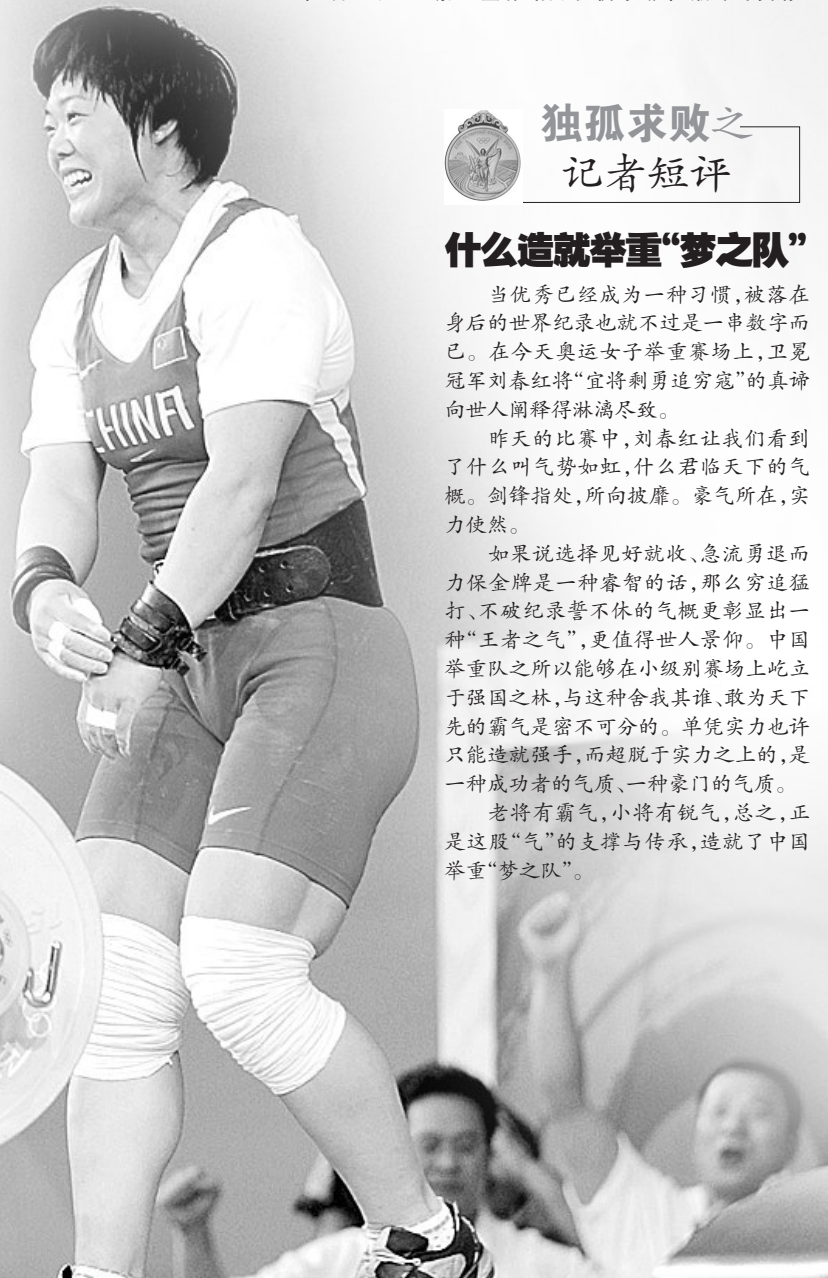 独孤求败之
记者短评
什么造就举重“梦之队”
当优秀已经成为一种习惯,被落在
身后的世界纪录也就不过是一串数字而
已。在今天奥运女子举重赛场上,卫冕
冠军刘春红将“宜将剩勇追穷寇”的真谛
向世人阐释得淋漓尽致。
昨天的比赛中,刘春红让我们看到
了什么叫气势如虹,什么君临天下的气
概。剑锋指处,所向披靡。豪气所在,实
力使然。
如果说选择见好就收、急流勇退而
力保金牌是一种睿智的话,那么穷追猛
打、不破纪录誓不休的气概更彰显出一
种“王者之气”,更值得世人景仰。中国
举重队之所以能够在小级别赛场上屹立
于强国之林,与这种舍我其谁、敢为天下
先的霸气是密不可分的。单凭实力也许
只能造就强手,而超脱于实力之上的,是
一种成功者的气质、一种豪门的气质。
老将有霸气,小将有锐气,总之,正
是这股“气”的支撑与传承,造就了中国
举重“梦之队”。
CHINA